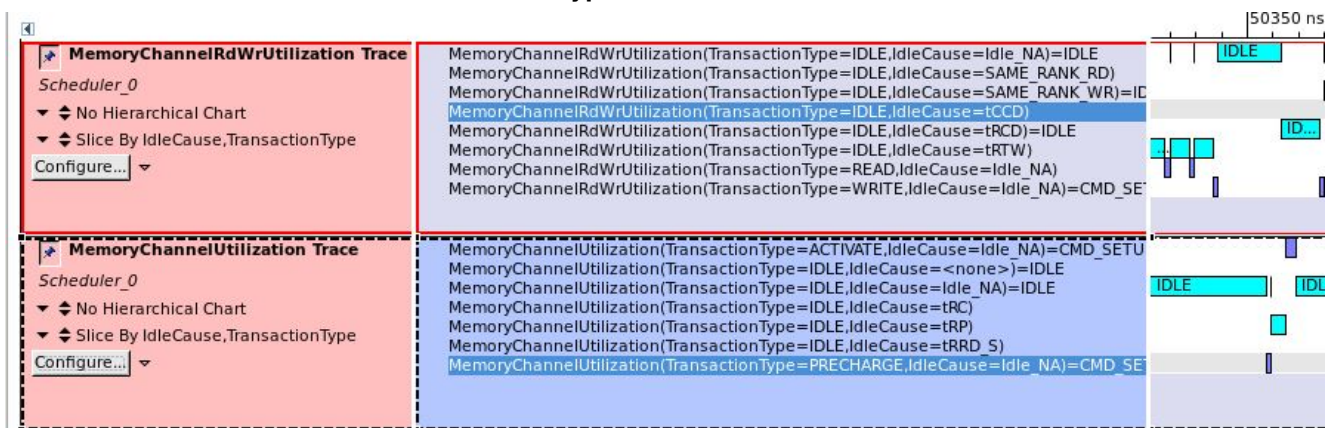 50350 ns
MemoryChannelRdWrUtilization Trace
Scheduler_0
No Hierarchical Chart
Slice By IdleCause,TransactionType
Configure...
MemoryChannelRdWrUtilization(TransactionType=IDLE,IdleCause=Idle_NA)=IDLE
MemoryChannelRdWrUtilization(TransactionType=IDLE,IdleCause=SAME_RANK_RD)
MemoryChannelRdWrUtilization(TransactionType=IDLE,IdleCause=SAME_RANK_WR)=ID
MemoryChannelRdWrUtilization(TransactionType=IDLE,IdleCause=tCCD)
MemoryChannelRdWrUtilization(TransactionType=IDLE,IdleCause=tRCD)=IDLE
MemoryChannelRdWrUtilization(TransactionType=IDLE,IdleCause=tRTW)
MemoryChannelRdWrUtilization(TransactionType=READ,IdleCause=Idle_NA)
MemoryChannelRdWrUtilization(TransactionType=WRITE,IdleCause=Idle_NA)=CMD_SET
IDLE
ID...
...
MemoryChannelUtilization Trace
Scheduler_0
No Hierarchical Chart
Slice By IdleCause,TransactionType
Configure...
MemoryChannelUtilization(TransactionType=ACTIVATE,IdleCause=Idle_NA)=CMD_SETU
MemoryChannelUtilization(TransactionType=IDLE,IdleCause=<none>)=IDLE
MemoryChannelUtilization(TransactionType=IDLE,IdleCause=Idle_NA)=IDLE
MemoryChannelUtilization(TransactionType=IDLE,IdleCause=tRC)
MemoryChannelUtilization(TransactionType=IDLE,IdleCause=tRP)
MemoryChannelUtilization(TransactionType=IDLE,IdleCause=tRRD_S)
MemoryChannelUtilization(TransactionType=PRECHARGE,IdleCause=Idle_NA)=CMD_SE
IDLE
IDL